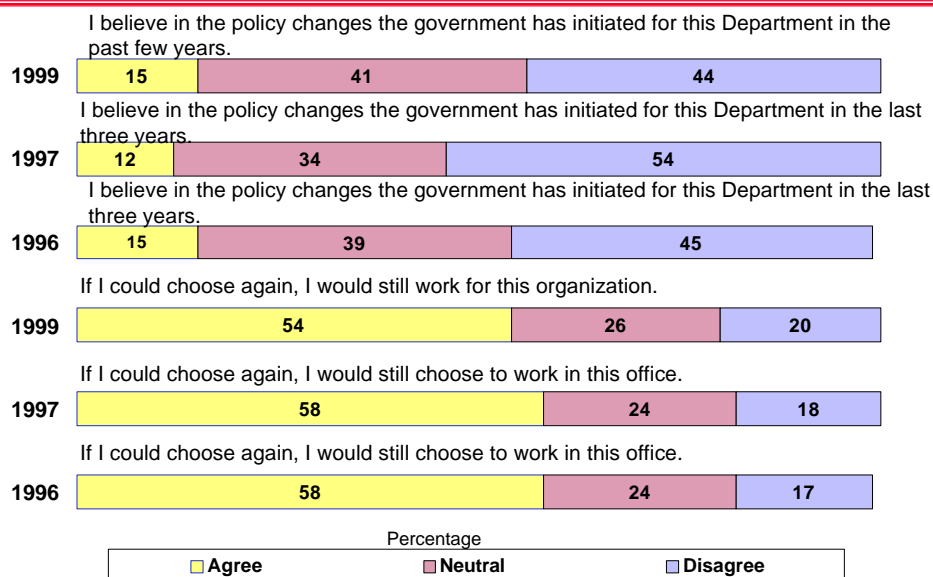 I believe in the policy changes the government has initiated for this Department in the
past few years.
1999 15 41 44
I believe in the policy changes the government has initiated for this Department in the last
three years.
1997 12 34 54
I believe in the policy changes the government has initiated for this Department in the last
three years.
1996 15 39 45
If I could choose again, I would still work for this organization.
1999 54 26 20
If I could choose again, I would still choose to work in this office.
1997 58 24 18
If I could choose again, I would still choose to work in this office.
1996 58 24 17
Percentage
Agree Neutral Disagree